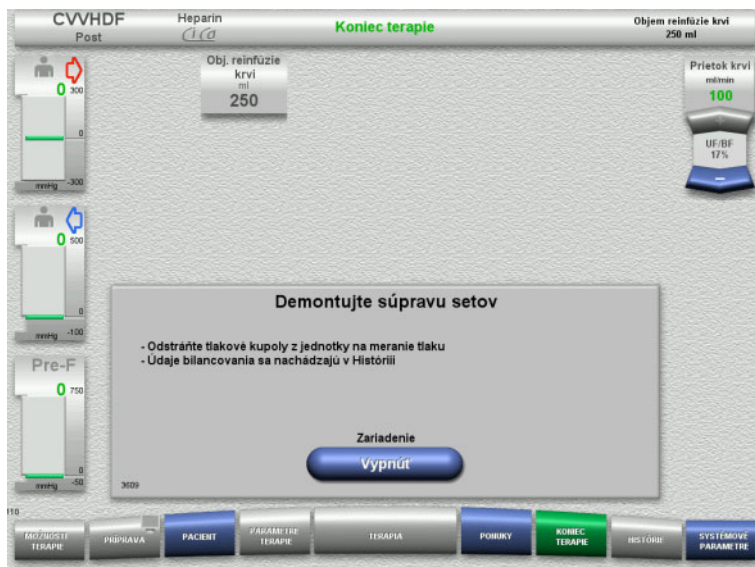 CVVHDF
Post
Heparin
Koniec terapie
Objem reinfúzie krvi
250 ml
0
300
0
-300
mmHg
Obj. reinfúzie
krvi
ml
250
Prietok krvi
ml/min
100
UF/BF
17%
0
500
0
-100
mmHg
Pre-F
0
750
0
-50
mmHg
Demontujte súpravu setov
- Odstráňte tlakové kupoly z jednotky na meranie tlaku
- Údaje bilancovania sa nachádzajú v Históriii
Zariadenie
Vypnúť
3609
MOŽNOSTI
TERAPIE
PRÍPRAVA
PACIENT
PARAMETRE
TERAPIE
TERAPIA
PONUKY
KONIEC
TERAPIE
HISTÓRIE
SYSTÉMOVÉ
PARAMETRE